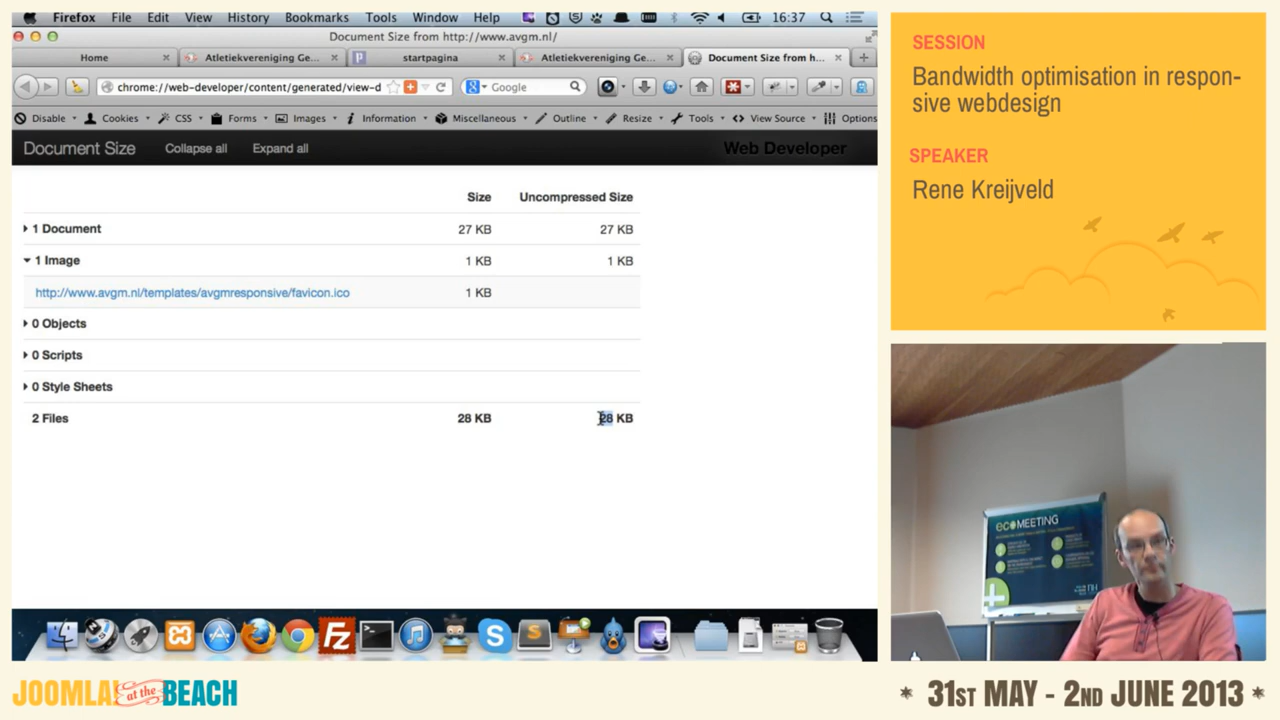 Firefox File Edit View History Bookmarks Tools Window Help 16:37
Document Size from http://www.avgm.nl/
Home Atletiekvereniging Ge... startpagina Atletiekvereniging Ge... Document Size from h...
chrome://web-developer/content/generated/view-d Google
Disable Cookies CSS Forms Images Information Miscellaneous Outline Resize Tools View Source Options
Document Size Collapse all Expand all Web Developer
Size Uncompressed Size
1 Document 27 KB 27 KB
1 Image 1 KB 1 KB
http://www.avgm.nl/templates/avgmresponsive/favicon.ico 1 KB
0 Objects
0 Scripts
0 Style Sheets
2 Files 28 KB 28 KB
SESSION
Bandwidth optimisation in respon-
sive webdesign
SPEAKER
Rene Kreijveld
ecoMEETING
JOOMLA! at the BEACH
* 31ST MAY - 2ND JUNE 2013 *